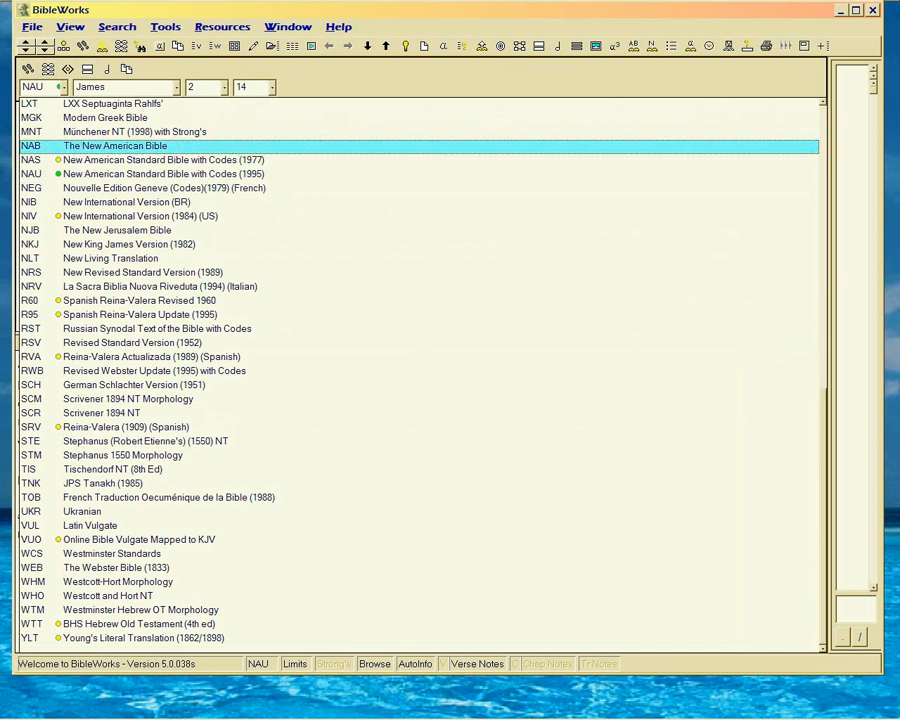 BibleWorks
File View Search Tools Resources Window Help
NAU James 2 14
LXT LXX Septuaginta Rahlfs'
MGK Modern Greek Bible
MNT Münchener NT (1998) with Strong's
NAB The New American Bible
NAS New American Standard Bible with Codes (1977)
NAU New American Standard Bible with Codes (1995)
NEG Nouvelle Edition Geneve (Codes)(1979) (French)
NIB New International Version (BR)
NIV New International Version (1984) (US)
NJB The New Jerusalem Bible
NKJ New King James Version (1982)
NLT New Living Translation
NRS New Revised Standard Version (1989)
NRV La Sacra Biblia Nuova Riveduta (1994) (Italian)
R60 Spanish Reina-Valera Revised 1960
R95 Spanish Reina-Valera Update (1995)
RST Russian Synodal Text of the Bible with Codes
RSV Revised Standard Version (1952)
RVA Reina-Valera Actualizada (1989) (Spanish)
RWB Revised Webster Update (1995) with Codes
SCH German Schlachter Version (1951)
SCM Scrivener 1894 NT Morphology
SCR Scrivener 1894 NT
SRV Reina-Valera (1909) (Spanish)
STE Stephanus (Robert Etienne's) (1550) NT
STM Stephanus 1550 Morphology
TIS Tischendorf NT (8th Ed)
TNK JPS Tanakh (1985)
TOB French Traduction Oecuménique de la Bible (1988)
UKR Ukranian
VUL Latin Vulgate
VUO Online Bible Vulgate Mapped to KJV
WCS Westminster Standards
WEB The Webster Bible (1833)
WHM Westcott-Hort Morphology
WHO Westcott and Hort NT
WTM Westminster Hebrew OT Morphology
WTT BHS Hebrew Old Testament (4th ed)
YLT Young's Literal Translation (1862/1898)
Welcome to BibleWorks - Version 5.0.038s NAU Limits Strong's Browse AutoInfo V Verse Notes C Chap Notes Tr Notes